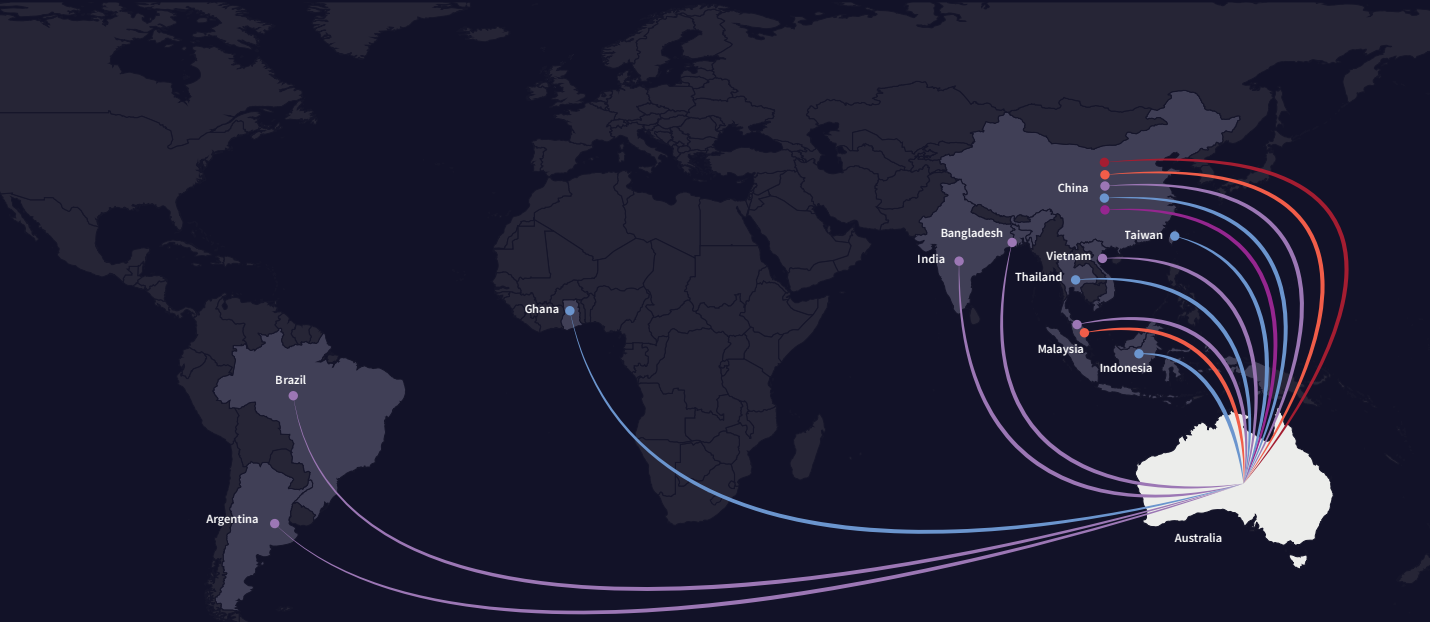 China
Bangladesh
Taiwan
India
Vietnam
Thailand
Ghana
Malaysia
Indonesia
Brazil
Argentina
Australia